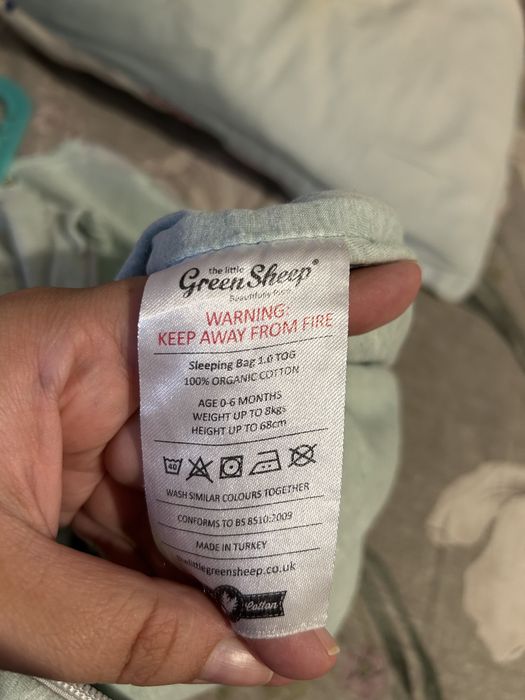 the little
Green Sheep®
WARNING:
KEEP AWAY FROM FIRE
Sleeping Bag 1.0 TOG
100% ORGANIC COTTON
AGE 0-6 MONTHS
WEIGHT UP TO 8kgs
HEIGHT UP TO 68cm
40
WASH SIMILAR COLOURS TOGETHER
CONFORMS TO BS 8510:2009
MADE IN TURKEY
thelittlegreensheep.co.uk
Cotton